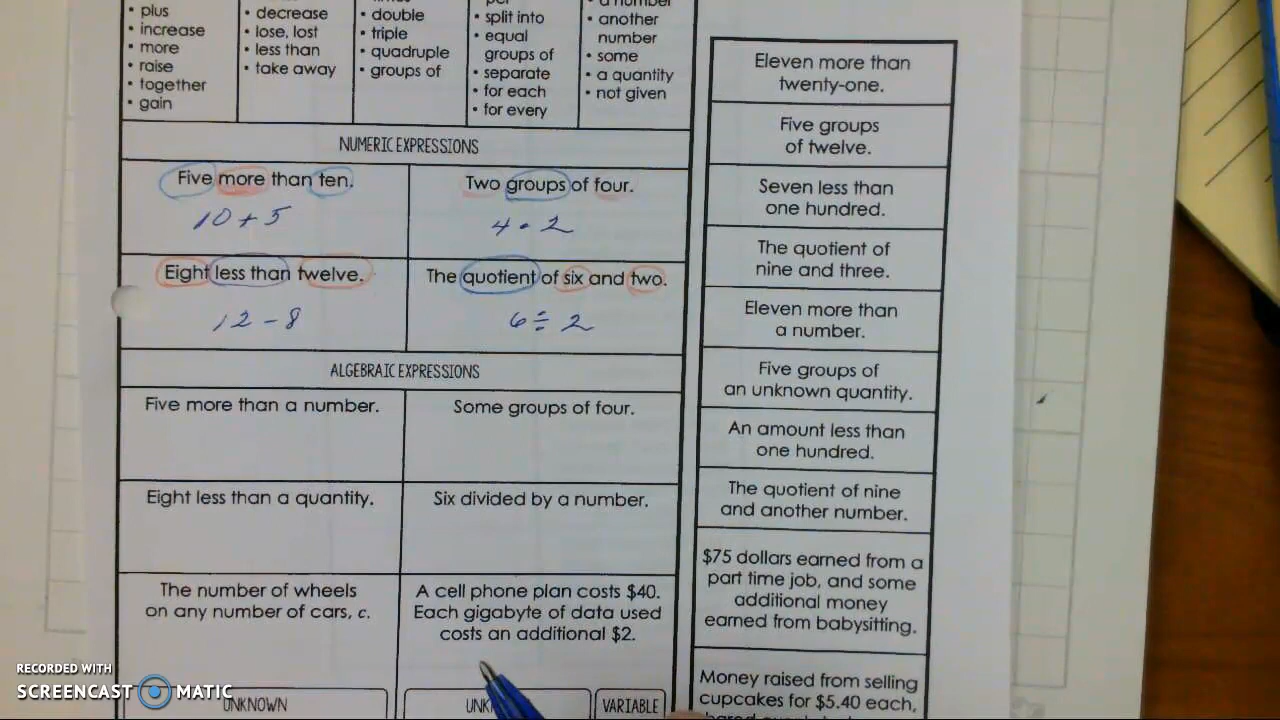 • plus
• increase
• more
• raise
• together
• gain
• decrease
• lose, lost
• less than
• take away
• double
• triple
• quadruple
• groups of
• split into
• equal
groups of
• separate
• for each
• for every
• another
number
• some
• a quantity
• not given
NUMERIC EXPRESSIONS
Five more than ten.
10 + 5
Two groups of four.
4 • 2
Eight less than twelve.
12 - 8
The quotient of six and two.
6 ÷ 2
ALGEBRAIC EXPRESSIONS
Five more than a number.
Some groups of four.
Eight less than a quantity.
Six divided by a number.
The number of wheels
on any number of cars, c.
A cell phone plan costs $40.
Each gigabyte of data used
costs an additional $2.
UNKNOWN
VARIABLE
Eleven more than
twenty-one.
Five groups
of twelve.
Seven less than
one hundred.
The quotient of
nine and three.
Eleven more than
a number.
Five groups of
an unknown quantity.
An amount less than
one hundred.
The quotient of nine
and another number.
$75 dollars earned from a
part time job, and some
additional money
earned from babysitting.
Money raised from selling
cupcakes for $5.40 each,
RECORDED WITH
SCREENCAST MATIC